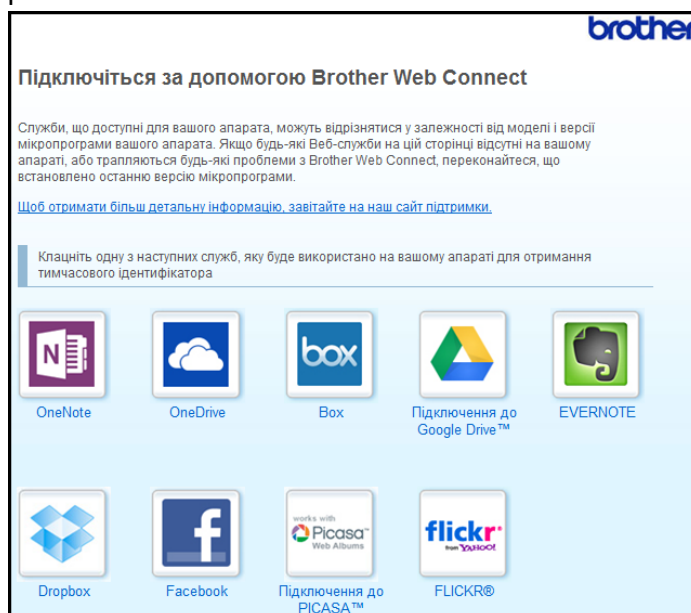 brother
Підключіться за допомогою Brother Web Connect
Служби, що доступні для вашого апарата, можуть відрізнятися у залежності від моделі і версії
мікропрограми вашого апарата. Якщо будь-які Веб-служби на цій сторінці відсутні на вашому
апараті, або трапляються будь-які проблеми з Brother Web Connect, переконайтеся, що
встановлено останню версію мікропрограми.
Щоб отримати більш детальну інформацію, завітайте на наш сайт підтримки.
Клацніть одну з наступних служб, яку буде використано на вашому апараті для отримання
тимчасового ідентифікатора
N
box
OneNote
OneDrive
Box
Підключення до
Google Drive™
EVERNOTE
f
works with
Picasa™
Web Albums
flickr
from YAHOO!
Dropbox
Facebook
Підключення до
PICASA™
FLICKR®